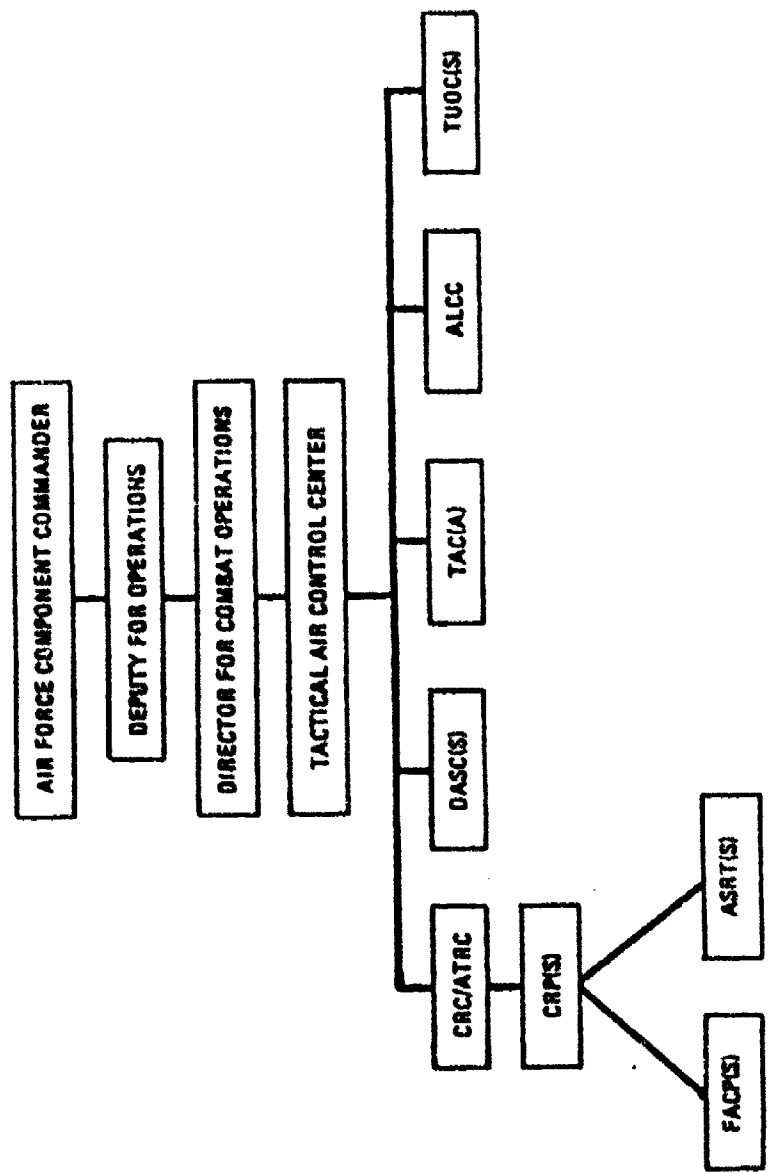 AIR FORCE COMPONENT COMMANDER
DEPUTY FOR OPERATIONS
DIRECTOR FOR COMBAT OPERATIONS
TACTICAL AIR CONTROL CENTER
CRC/ATRC
DASC(S)
TAC(A)
ALCC
TUOC(S)
CRP(S)
FACP(S)
ASRT(S)